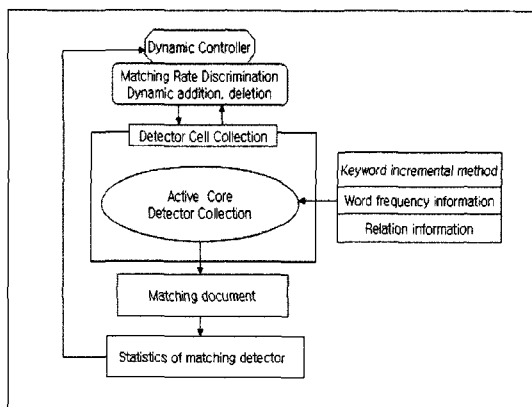 Dynamic Controller
Matching Rate Discrimination
Dynamic addition, deletion
Detector Cell Collection
Active Core
Detector Collection
Keyword incremental method
Word frequency information
Relation information
Matching document
Statistics of matching detector